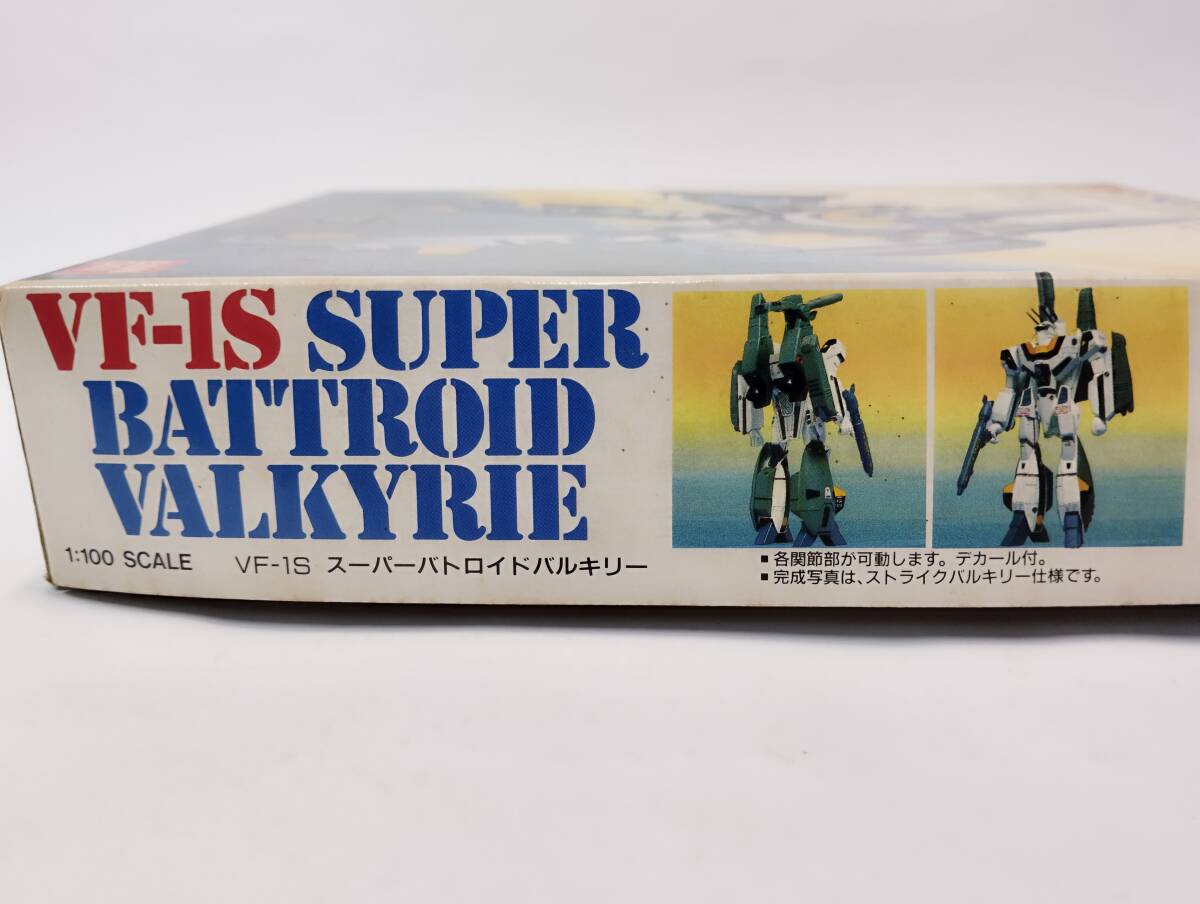 VF-1S SUPER
BATTROID
VALKYRIE
1:100 SCALE VF-1S スーパーバトロイドバルキリー
■各関節部が可動します。デカール付。
■完成写真は、ストライクバルキリー仕様です。